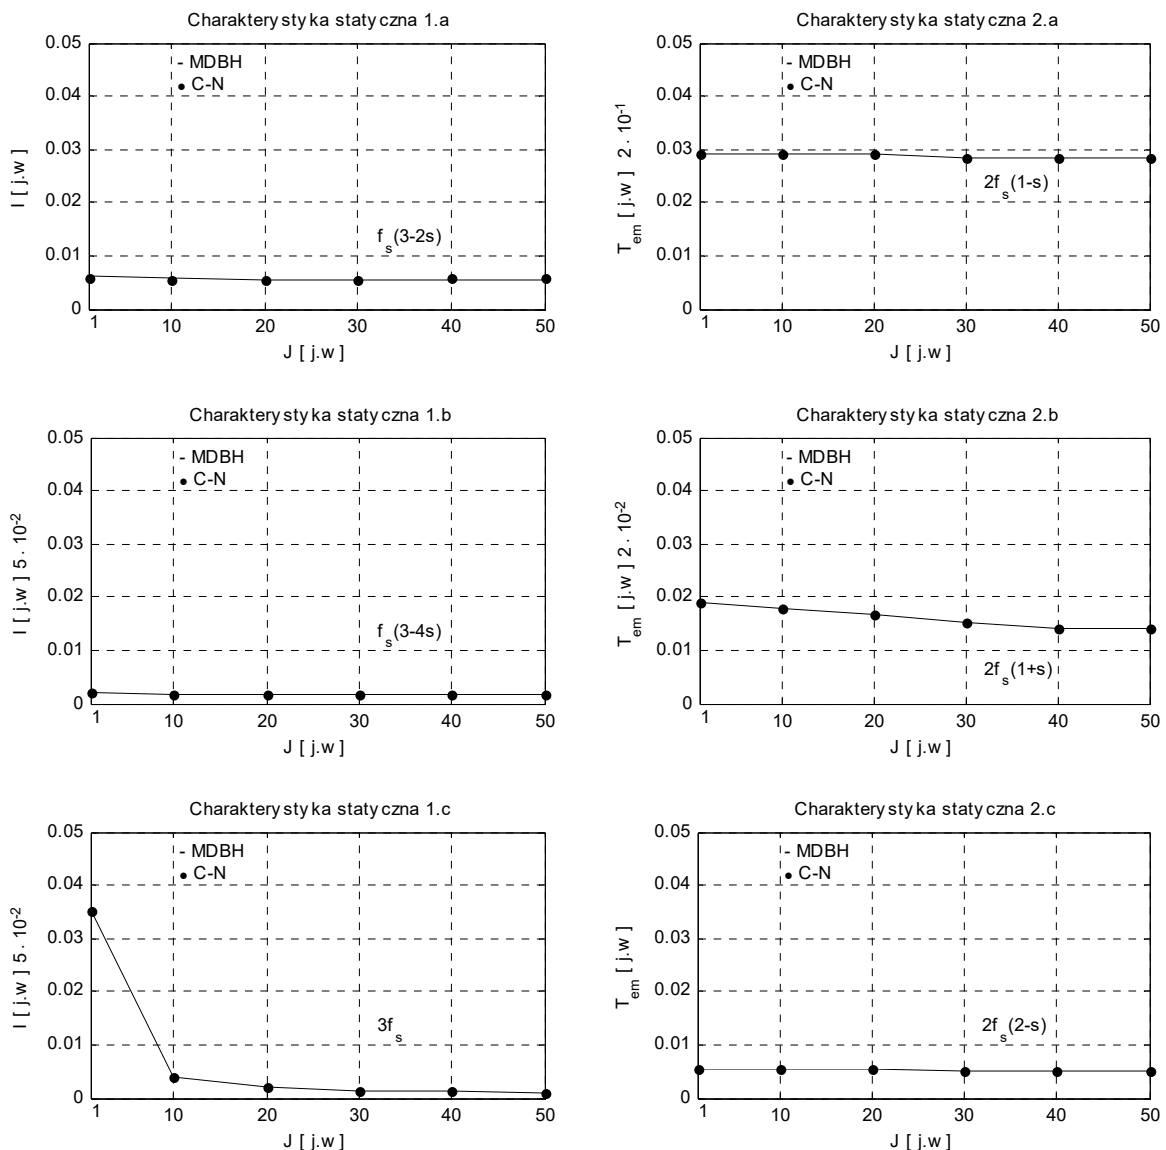 Charakterystyka statyczna 1.a
0.05
0.04
0.03
0.02
0.01
0
I [ j.w ]
- MDBH
• C-N
f_s(3-2s)
1 10 20 30 40 50
J [ j.w ]
Charakterystyka statyczna 2.a
0.05
0.04
0.03
0.02
0.01
0
T_em [ j.w ] 2 · 10^-1
- MDBH
• C-N
2f_s(1-s)
1 10 20 30 40 50
J [ j.w ]
Charakterystyka statyczna 1.b
0.05
0.04
0.03
0.02
0.01
0
I [ j.w ] 5 · 10^-2
- MDBH
• C-N
f_s(3-4s)
1 10 20 30 40 50
J [ j.w ]
Charakterystyka statyczna 2.b
0.05
0.04
0.03
0.02
0.01
0
T_em [ j.w ] 2 · 10^-2
- MDBH
• C-N
2f_s(1+s)
1 10 20 30 40 50
J [ j.w ]
Charakterystyka statyczna 1.c
0.05
0.04
0.03
0.02
0.01
0
I [ j.w ] 5 · 10^-2
- MDBH
• C-N
3f_s
1 10 20 30 40 50
J [ j.w ]
Charakterystyka statyczna 2.c
0.05
0.04
0.03
0.02
0.01
0
T_em [ j.w ]
- MDBH
• C-N
2f_s(2-s)
1 10 20 30 40 50
J [ j.w ]